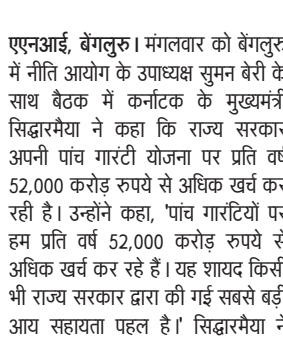 एएनआई, बेंगलुरु। मंगलवार को बेंगलुरु
में नीति आयोग के उपाध्यक्ष सुमन बेरी के
साथ बैठक में कर्नाटक के मुख्यमंत्री
सिद्धारमैया ने कहा कि राज्य सरकार
अपनी पांच गारंटी योजना पर प्रति वर्ष
52,000 करोड़ रुपये से अधिक खर्च कर
रही है। उन्होंने कहा, 'पांच गारंटियों पर
हम प्रति वर्ष 52,000 करोड़ रुपये से
अधिक खर्च कर रहे हैं। यह शायद किसी
भी राज्य सरकार द्वारा की गई सबसे बड़ी
आय सहायता पहल है।' सिद्धारमैया ने